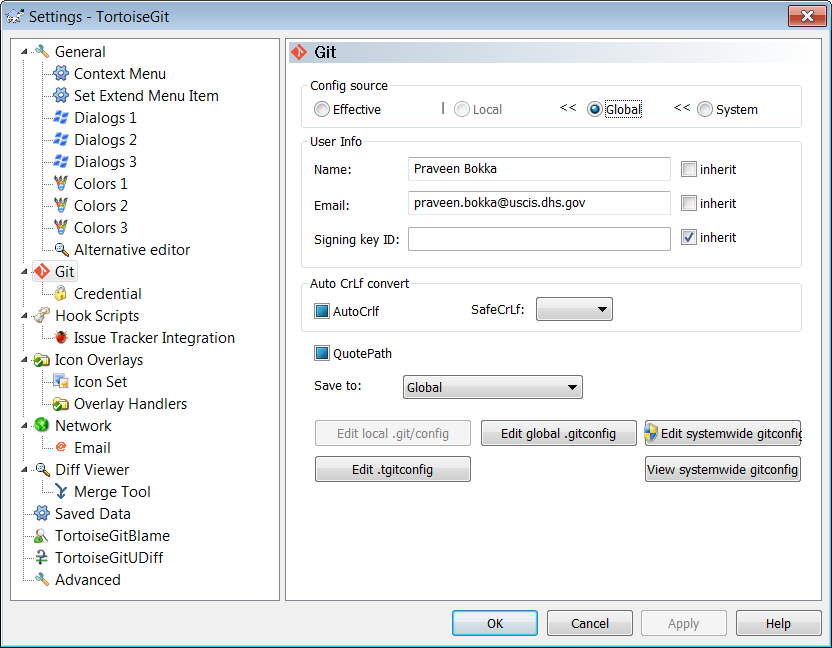 Settings - TortoiseGit
General
Context Menu
Set Extend Menu Item
Dialogs 1
Dialogs 2
Dialogs 3
Colors 1
Colors 2
Colors 3
Alternative editor
Git
Credential
Hook Scripts
Issue Tracker Integration
Icon Overlays
Icon Set
Overlay Handlers
Network
Email
Diff Viewer
Merge Tool
Saved Data
TortoiseGitBlame
TortoiseGitUDiff
Advanced
Git
Config source
Effective | Local << Global << System
User Info
Name: Praveen Bokka inherit
Email: praveen.bokka@uscis.dhs.gov inherit
Signing key ID: inherit
Auto CrLf convert
AutoCrlf SafeCrLf:
QuotePath
Save to: Global
Edit local .git/config Edit global .gitconfig Edit systemwide gitconfig
Edit .tgitconfig View systemwide gitconfig
OK Cancel Apply Help